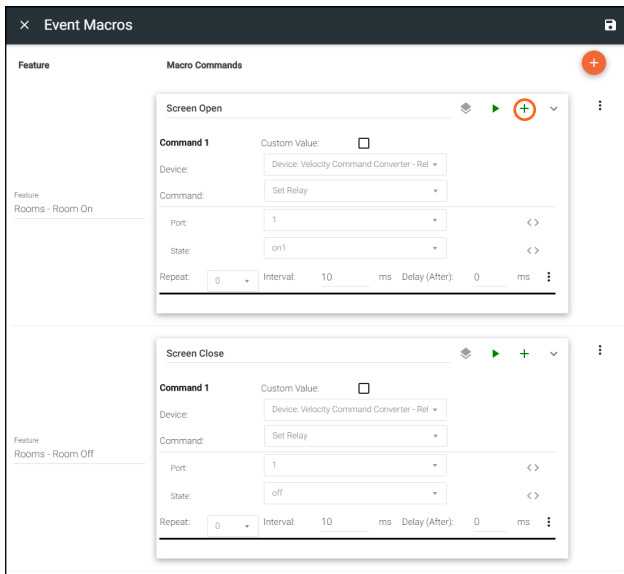 × Event Macros
Feature Macro Commands
Screen Open
Command 1 Custom Value:
Device: Device: Velocity Command Converter - Rel
Feature
Rooms - Room On
Command: Set Relay
Port: 1
State: on1
Repeat: 0 Interval: 10 ms Delay (After): 0 ms
Screen Close
Command 1 Custom Value:
Device: Device: Velocity Command Converter - Rel
Feature
Rooms - Room Off
Command: Set Relay
Port: 1
State: off
Repeat: 0 Interval: 10 ms Delay (After): 0 ms